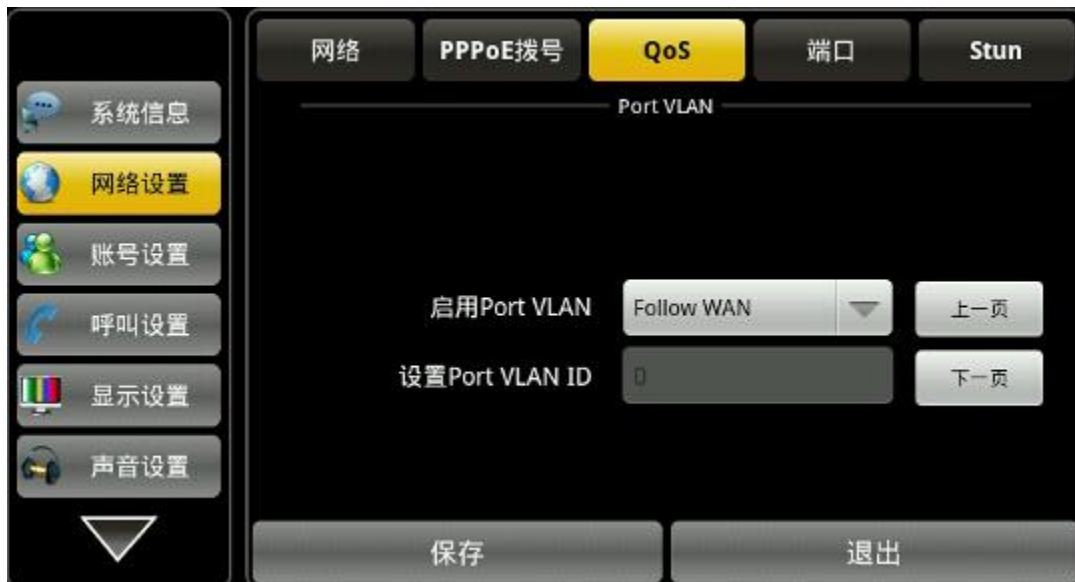 网络
PPPoE拨号
QoS
端口
Stun
系统信息
网络设置
账号设置
呼叫设置
显示设置
声音设置
Port VLAN
启用Port VLAN
Follow WAN
上一页
设置Port VLAN ID
0
下一页
保存
退出